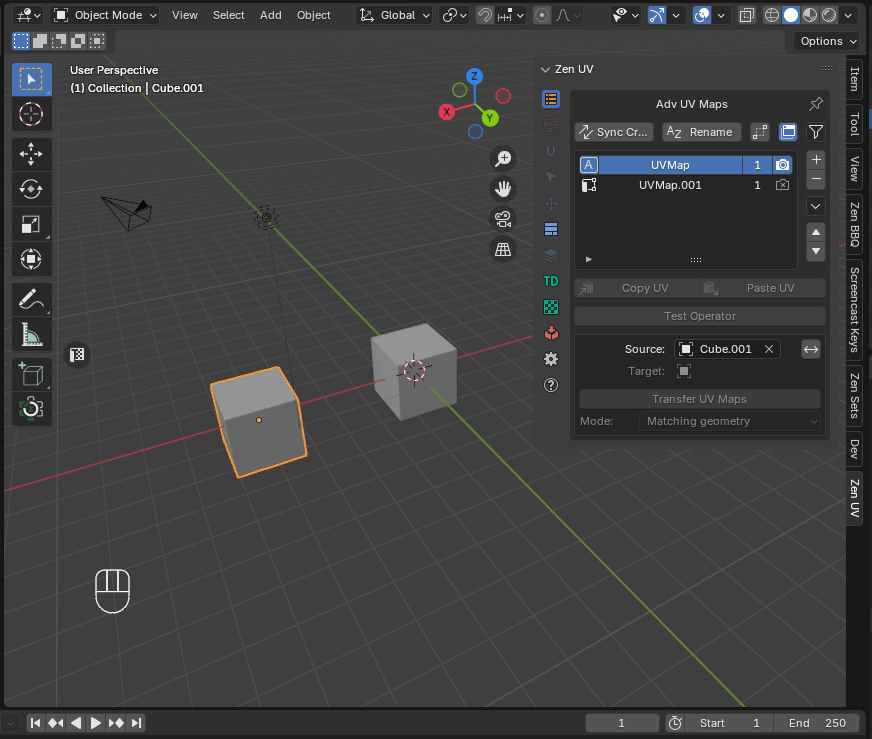 Object Mode View Select Add Object Global
Options
User Perspective
(1) Collection | Cube.001
Z
X
Y
Zen UV
Adv UV Maps
Sync Cr... AZ Rename
A UVMap 1
UVMap.001 1
Copy UV Paste UV
Test Operator
Source: Cube.001
Target:
Transfer UV Maps
Mode: Matching geometry
U
TD
Item
Tool
View
Zen BBQ
Screencast Keys
Zen Sets
Dev
Zen UV
1 Start 1 End 250